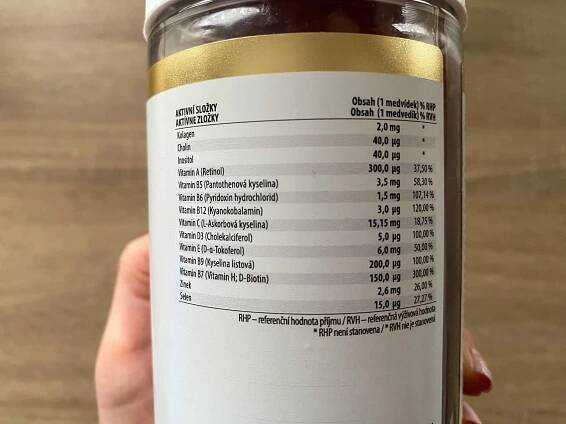 AKTIVNÍ SLOŽKY Obsah (1 medvídek) % RHP
AKTÍVNE ZLOŽKY Obsah (1 medvedík) % RVH
Kolagen 2,0 mg *
Cholin 40,0 µg *
Inositol 40,0 µg *
Vitamin A (Retinol) 300,0 µg 37,50 %
Vitamin B5 (Pantothenová kyselina) 3,5 mg 58,30 %
Vitamin B6 (Pyridoxin hydrochlorid) 1,5 mg 107,14 %
Vitamin B12 (Kyanokobalamin) 3,0 µg 120,00 %
Vitamin C (L-Askorbová kyselina) 15,15 mg 18,75 %
Vitamin D3 (Cholekalciferol) 5,0 µg 100,00 %
Vitamin E (D-α-Tokoferol) 6,0 mg 50,00 %
Vitamin B9 (Kyselina listová) 200,0 µg 100,00 %
Vitamin B7 (Vitamin H; D-Biotin) 150,0 µg 300,00 %
Zinek 2,6 mg 26,00 %
Selen 15,0 µg 27,27 %
RHP – referenční hodnota příjmu / RVH – referenčná výživová hodnota
* RHP není stanovena / * RVH nie je stanovená